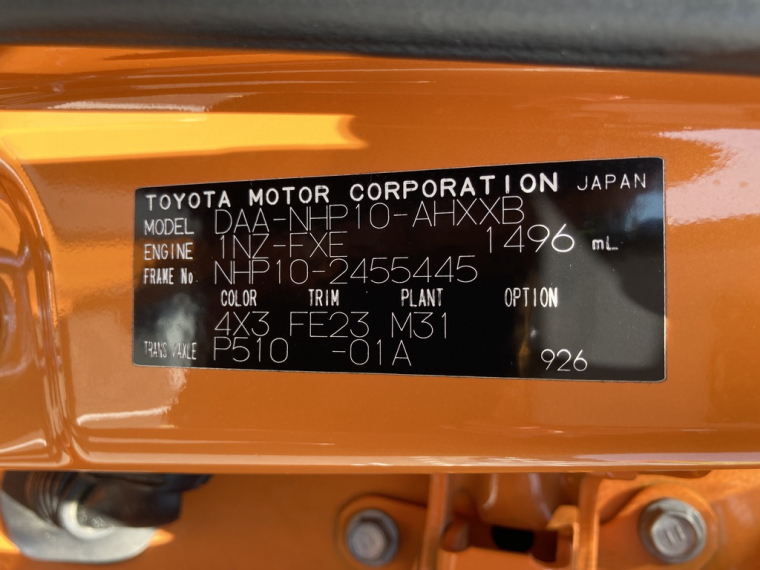 TOYOTA MOTOR CORPORATION JAPAN
MODEL DAA-NHP10-AHXXB
ENGINE 1NZ-FXE 1496 mL
FRAME No NHP10-2455445
COLOR TRIM PLANT OPTION
4X3 FE23 M31
TRANS/AXLE P510 -01A 926